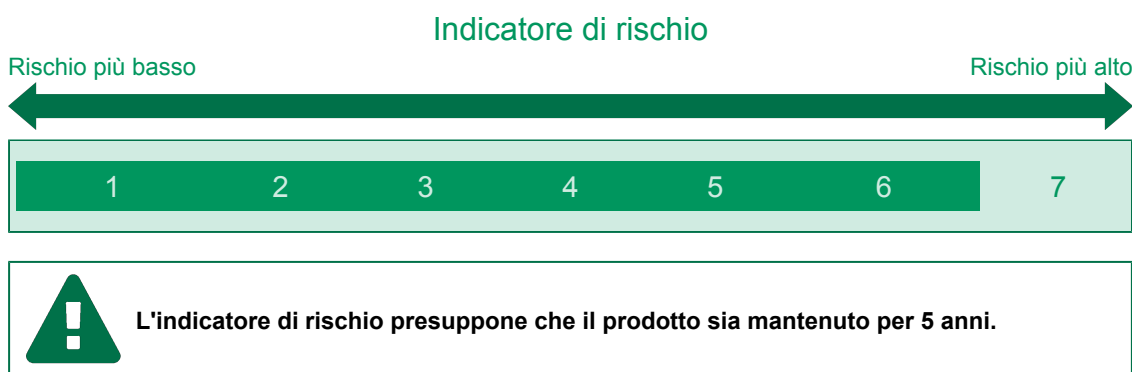 Indicatore di rischio
Rischio più basso Rischio più alto
1 2 3 4 5 6 7
L'indicatore di rischio presuppone che il prodotto sia mantenuto per 5 anni.